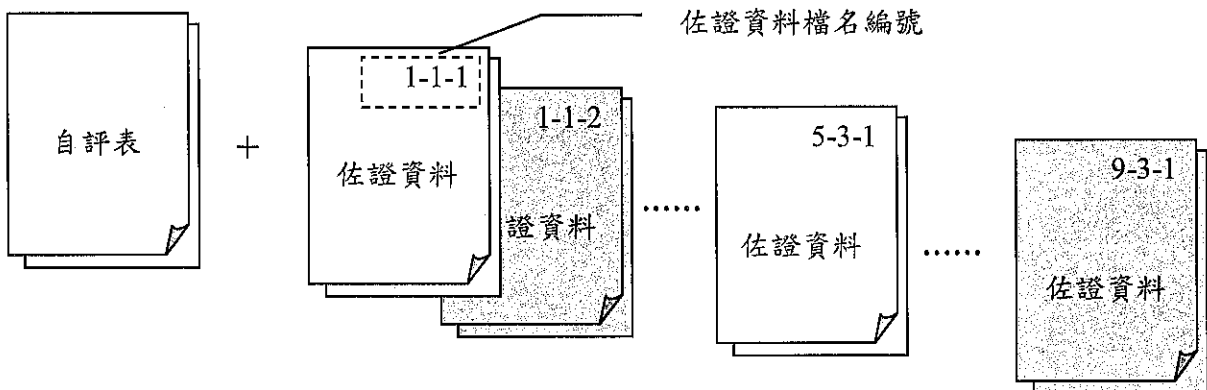 佐證資料檔名編號
1-1-1
1-1-2
5-3-1
9-3-1
自評表
+
佐證資料
證資料
……
佐證資料
……
佐證資料